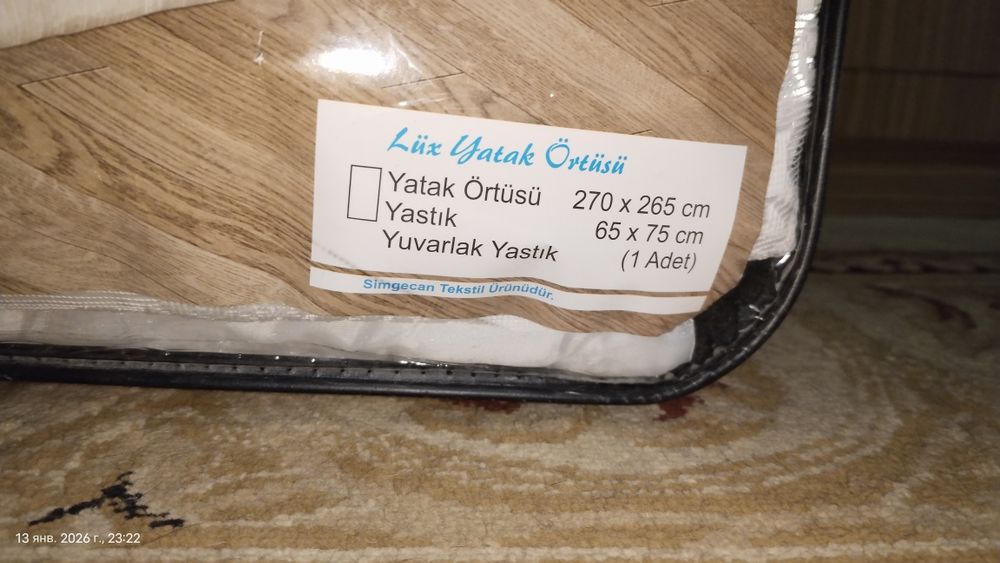 Lüx Yatak Örtüsü
Yatak Örtüsü 270 x 265 cm
Yastık 65 x 75 cm
Yuvarlak Yastık (1 Adet)
Simgecan Tekstil Ürünüdür.
13 янв. 2026 г., 23:22